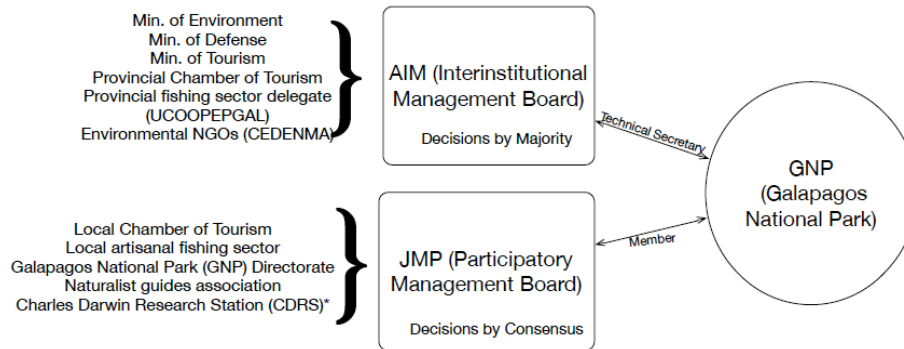 Min. of Environment
Min. of Defense
Min. of Tourism
Provincial Chamber of Tourism
Provincial fishing sector delegate
(UCOOPEPGAL)
Environmental NGOs (CEDENMA)
AIM (Interinstitutional
Management Board)
Decisions by Majority
Technical Secretary
GNP
(Galapagos
National Park)
Local Chamber of Tourism
Local artisanal fishing sector
Galapagos National Park (GNP) Directorate
Naturalist guides association
Charles Darwin Research Station (CDRS)*
JMP (Participatory
Management Board)
Decisions by Consensus
Member